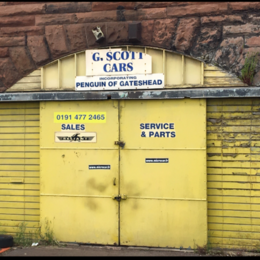 G. SCOTT
CARS
INCORPORATING
PENGUIN OF GATESHEAD
0191 477 2465
SALES
SERVICE
& PARTS